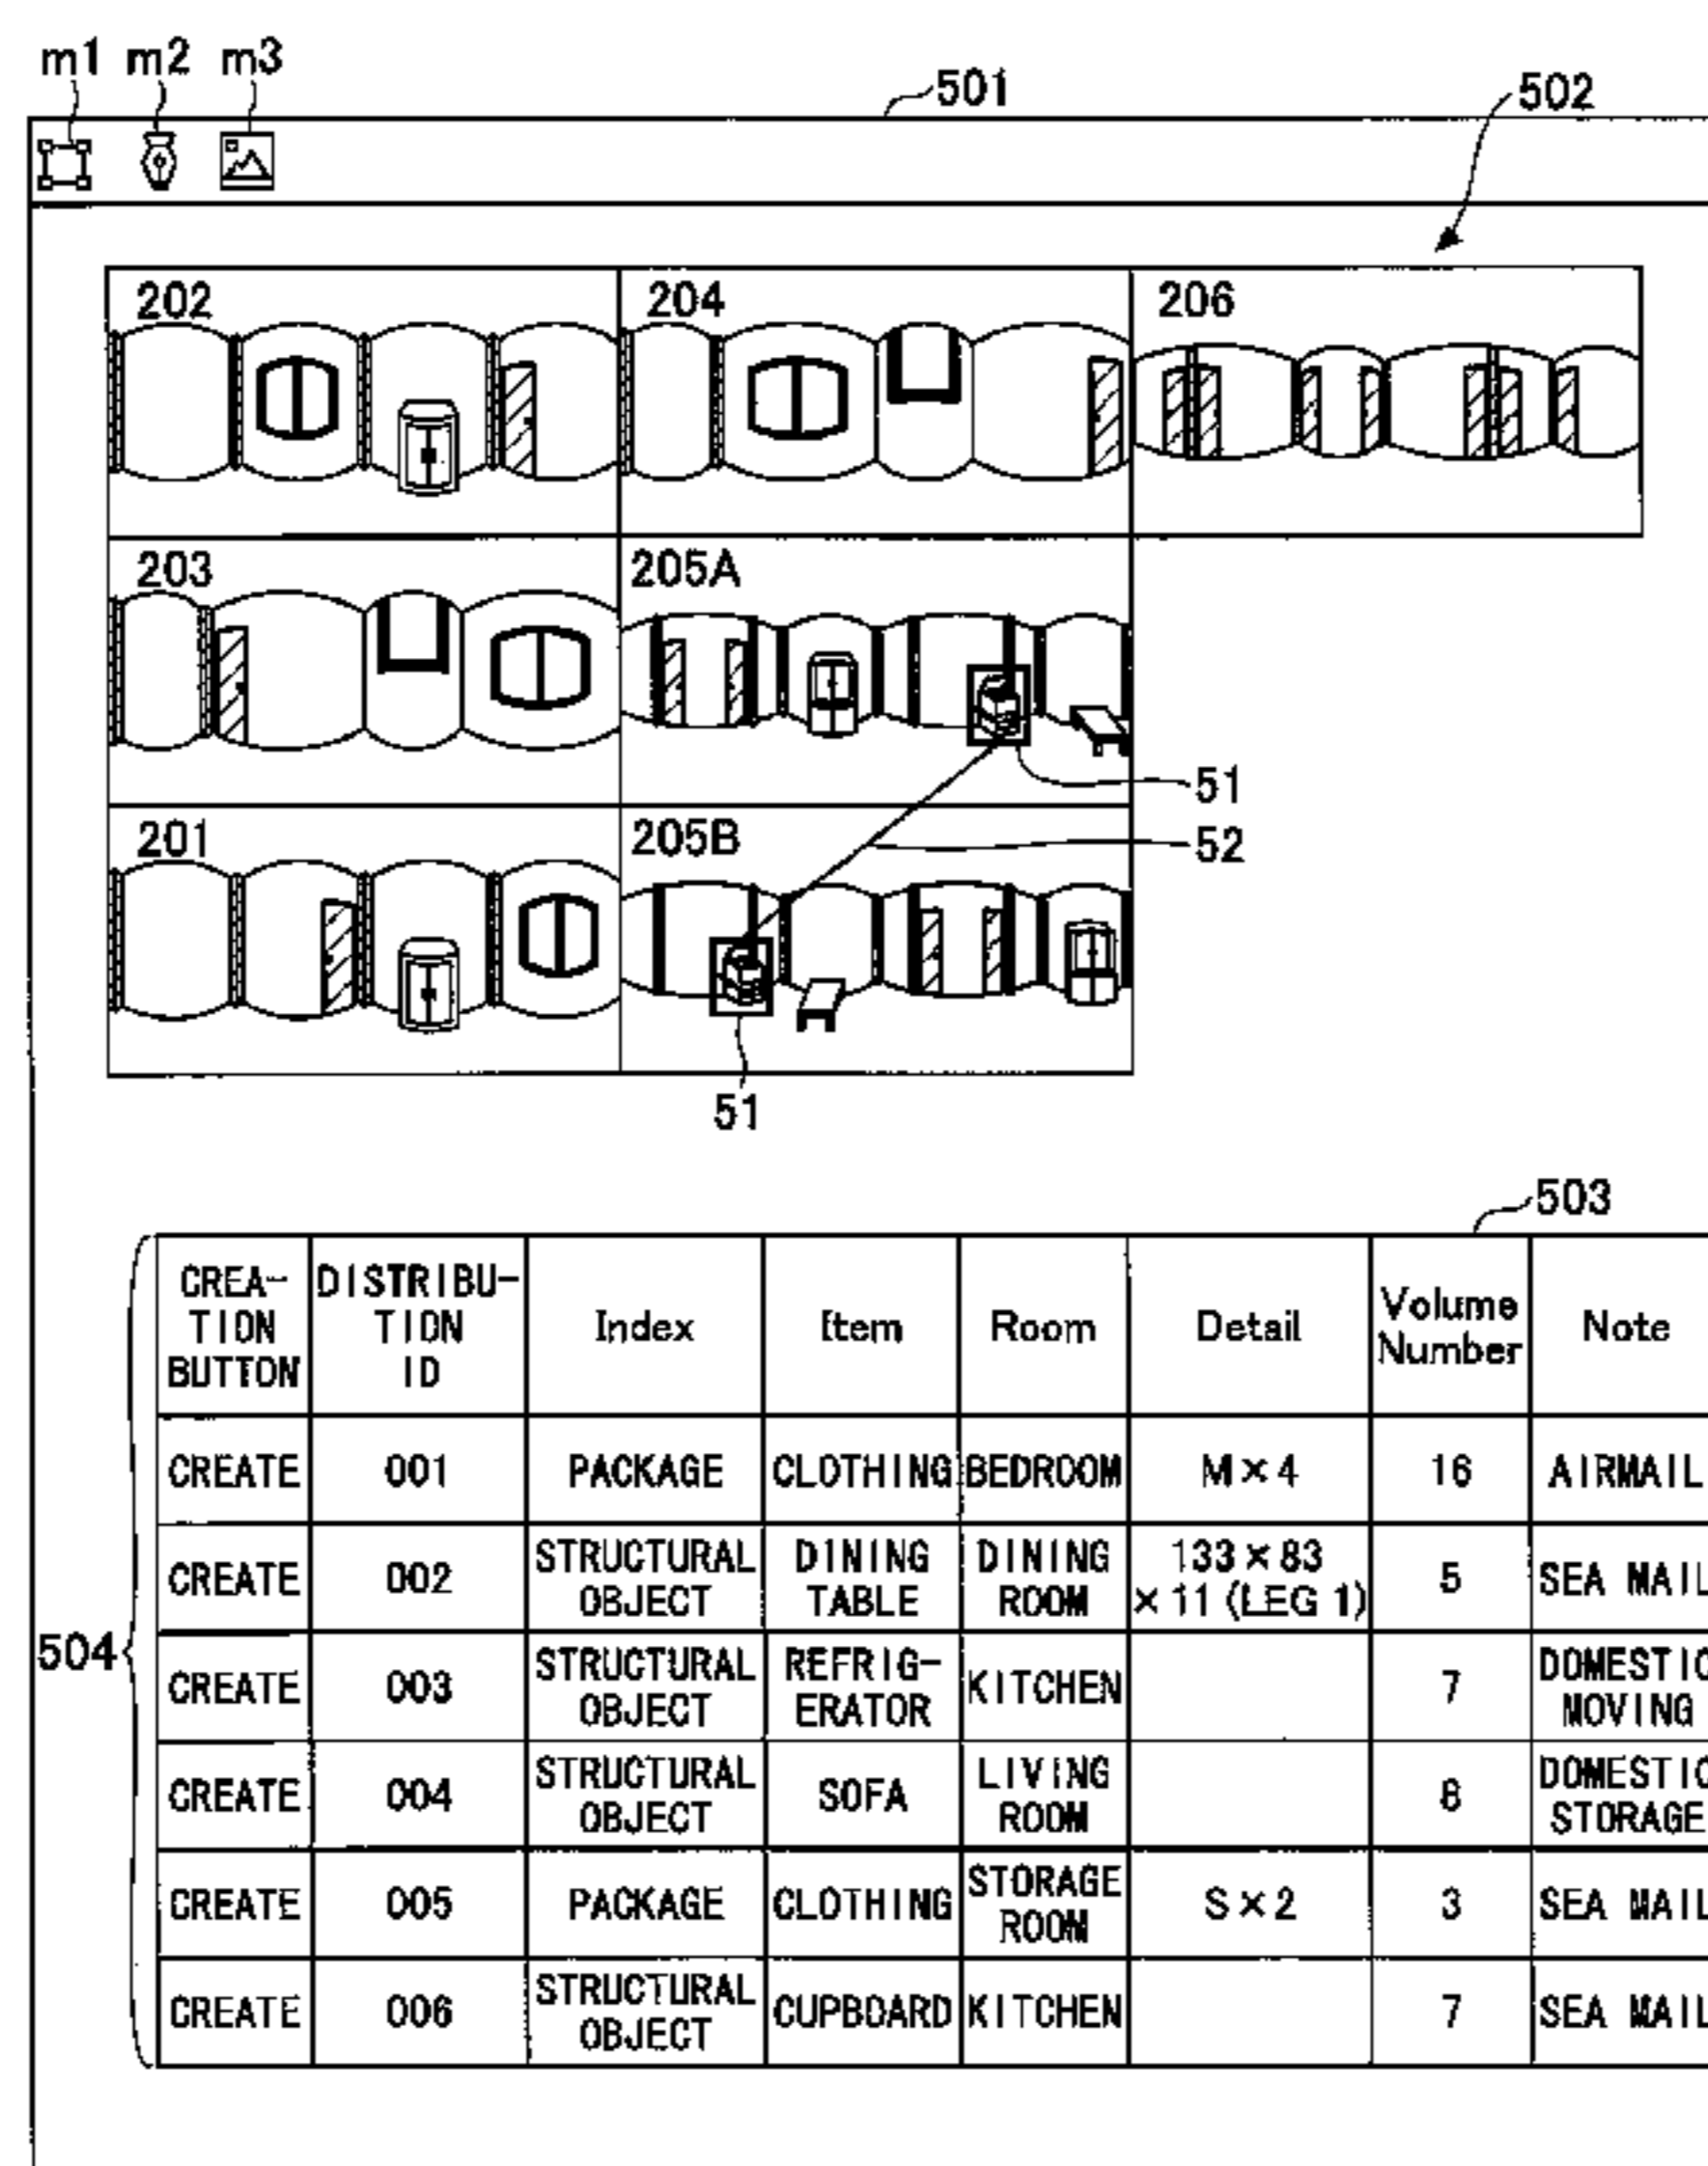 m1 m2 m3
501
502
202 204 206
203 205A
51
52
201 205B
51
503
504
CREA-
TION
BUTTON
DISTRIBU-
TION
ID
Index
Item
Room
Detail
Volume
Number
Note
CREATE
001
PACKAGE
CLOTHING
BEDROOM
M×4
16
AIRMAIL
CREATE
002
STRUCTURAL
OBJECT
DINING
TABLE
DINING
ROOM
133×83
×11 (LEG 1)
5
SEA MAIL
CREATE
003
STRUCTURAL
OBJECT
REFRIG-
ERATOR
KITCHEN
7
DOMESTIC
MOVING
CREATE
004
STRUCTURAL
OBJECT
SOFA
LIVING
ROOM
DOMESTIC
STORAGE
CREATE
005
PACKAGE
CLOTHING
STORAGE
ROOM
S×2
3
SEA MAIL
CREATE
006
STRUCTURAL
OBJECT
CUPBOARD
KITCHEN
7
SEA MAIL